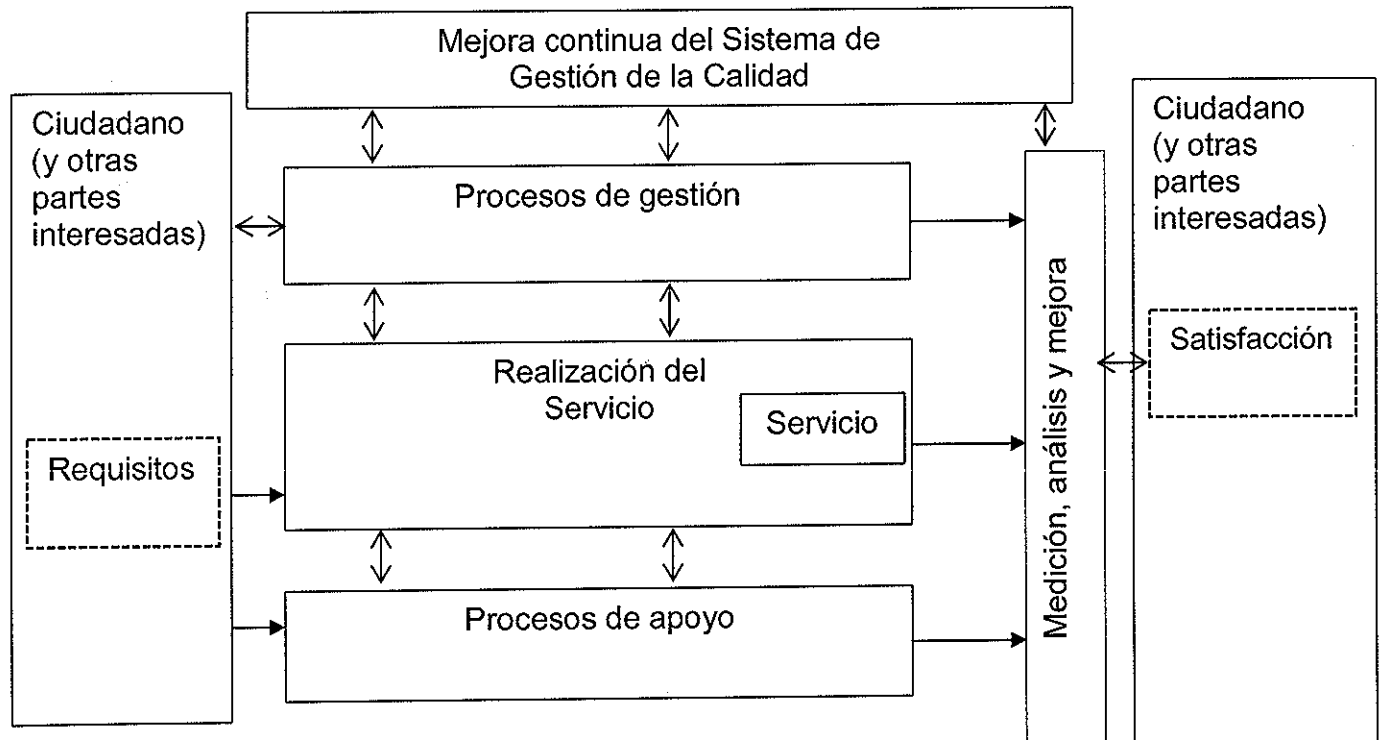 Mejora continua del Sistema de
Gestión de la Calidad
Ciudadano
(y otras
partes
interesadas)
Requisitos
Procesos de gestión
Realización del
Servicio
Servicio
Procesos de apoyo
Medición, análisis y mejora
Ciudadano
(y otras
partes
interesadas)
Satisfacción